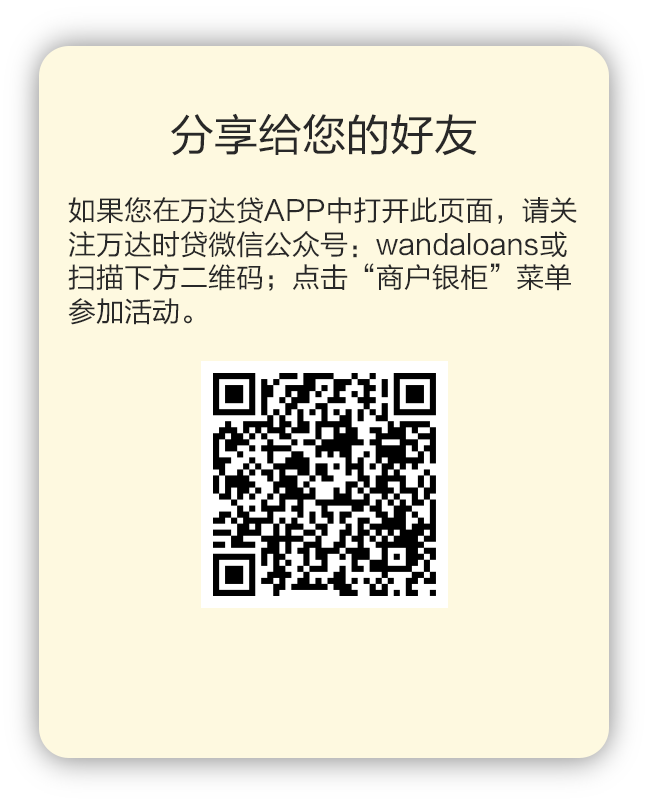 分享给您的好友
如果您在万达贷APP中打开此页面，请关
注万达时贷微信公众号：wandaloans或
扫描下方二维码；点击“商户银柜”菜单
参加活动。